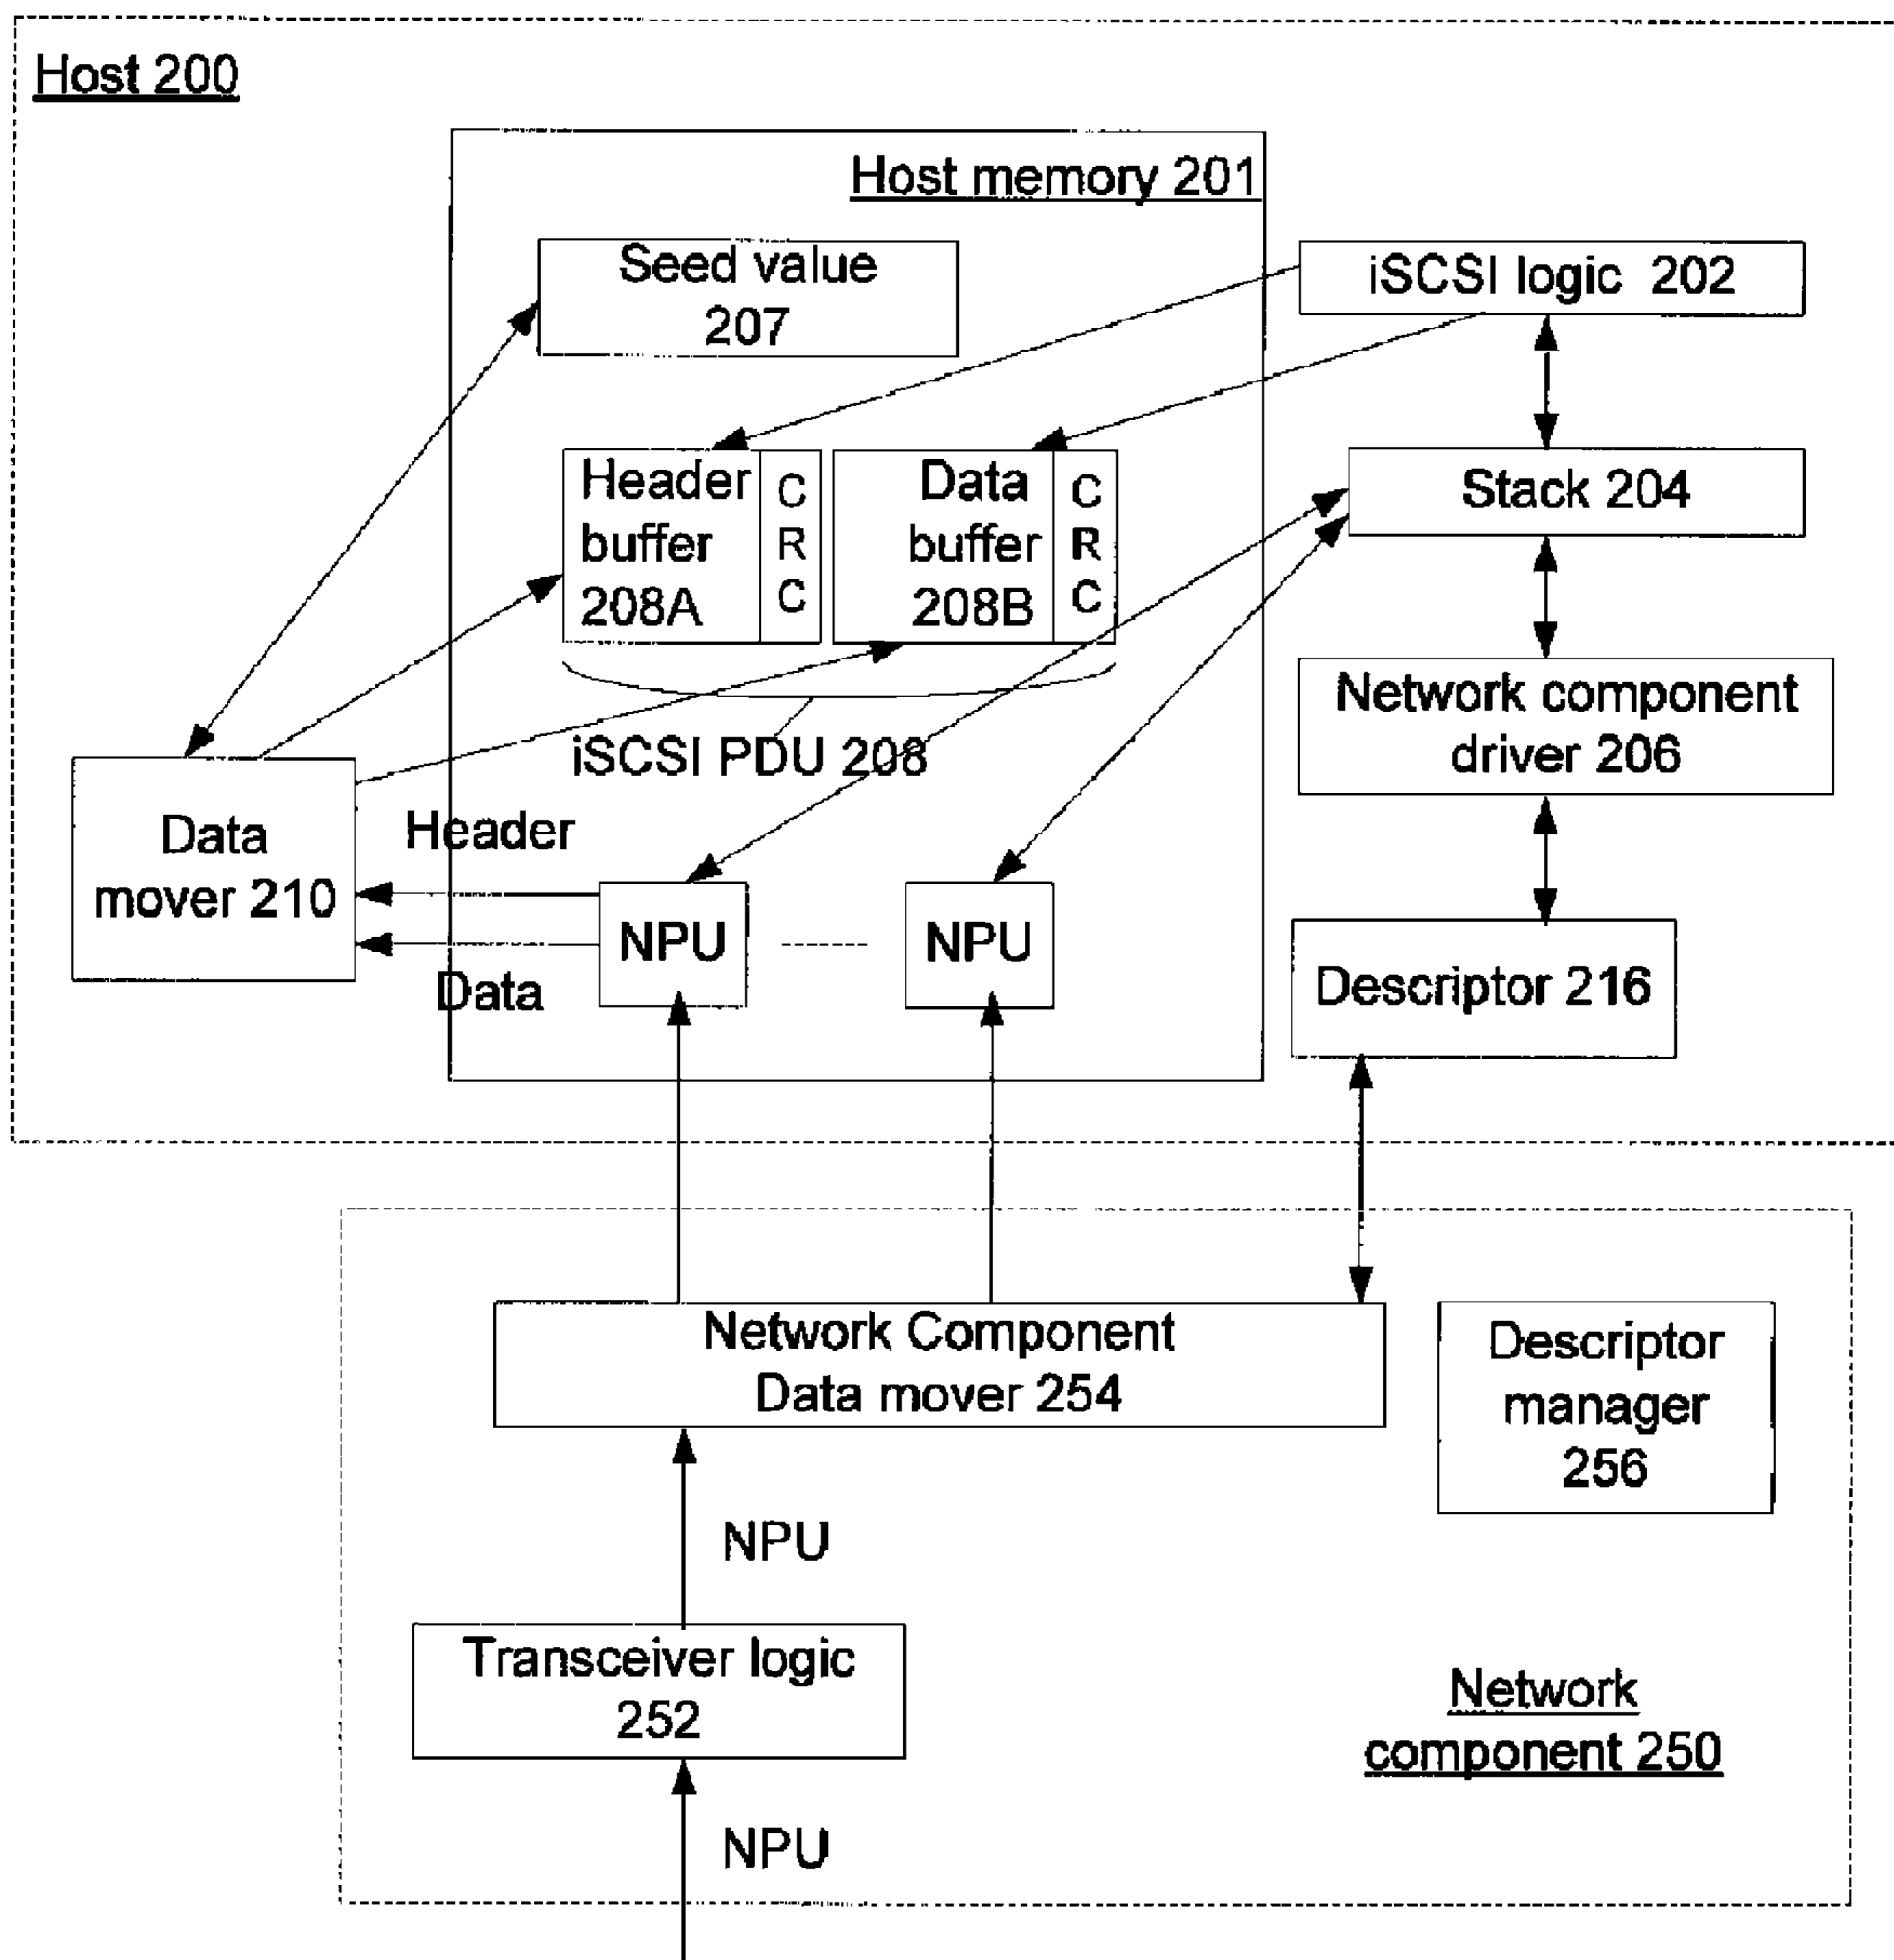 Host 200
Host memory 201
Seed value
207
iSCSI logic 202
Header
buffer
208A
C
R
C
Data
buffer
208B
C
R
C
Stack 204
iSCSI PDU 208
Network component
driver 206
Data
mover 210
Header
Data
NPU
NPU
Descriptor 216
Network Component
Data mover 254
Descriptor
manager
256
NPU
Transceiver logic
252
Network
component 250
NPU